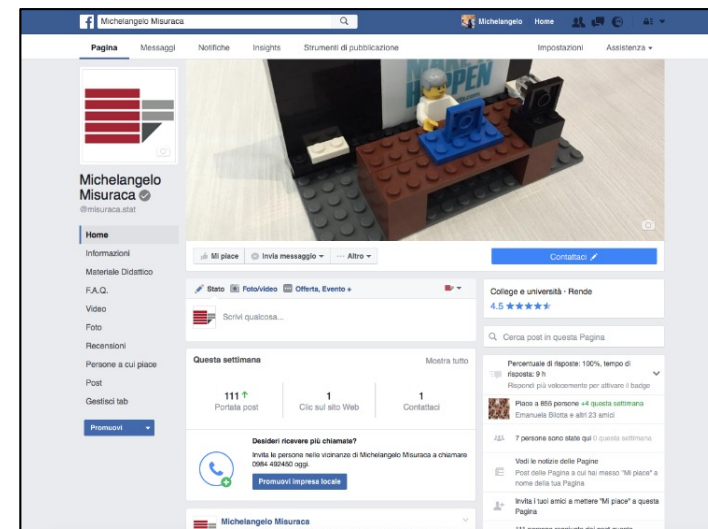 Michelangelo Misuraca
Michelangelo Home
Pagina Messaggi Notifiche Insights Strumenti di pubblicazione Impostazioni Assistenza
Michelangelo
Misuraca
@misuraca.stat
Home
Informazioni
Materiale Didattico
F.A.Q.
Video
Foto
Recensioni
Persone a cui piace
Post
Gestisci tab
Promuovi
MAKE
HAPPEN
Mi piace Invia messaggio Altro
Contattaci
Stato Foto/video Offerta, Evento +
Scrivi qualcosa...
Questa settimana Mostra tutto
111 1 1
Portata post Clic sul sito Web Contattaci
Desideri ricevere più chiamate?
Invita le persone nelle vicinanze di Michelangelo Misuraca a chiamare
0984 492450 oggi.
Promuovi impresa locale
Michelangelo Misuraca
College e università · Rende
4.5 ★★★★★
Cerca post in questa Pagina
Percentuale di risposte: 100%, tempo di
risposta: 9 h
Rispondi più velocemente per attivare il badge
Piace a 855 persone +4 questa settimana
Emanuela Bilotta e altri 23 amici
7 persone sono state qui 0 questa settimana
Vedi le notizie delle Pagine
Post delle Pagine a cui hai messo "Mi piace" a
nome della tua Pagina
Invita i tuoi amici a mettere "Mi piace" a questa
Pagina